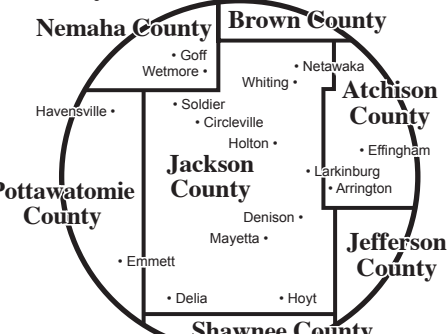 Nemaha County
Brown County
Goff
Wetmore
Netawaka
Whiting
Atchison
County
Havensville
Soldier
Circleville
Holton
Effingham
Jackson
County
Larkinburg
Arrington
Pottawatomie
County
Denison
Mayetta
Jefferson
County
Emmett
Delia
Hoyt
Shawnee County